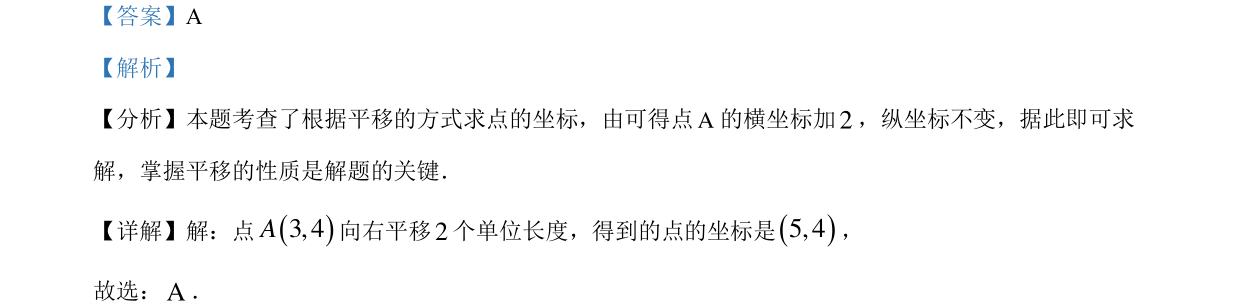 【答案】A
【解析】
【分析】本题考查了根据平移的方式求点的坐标，由可得点 A 的横坐标加 2，纵坐标不变，据此即可求
解，掌握平移的性质是解题的关键．
【详解】解：点 A(3,4) 向右平移 2 个单位长度，得到的点的坐标是 (5,4)，
故选：A．